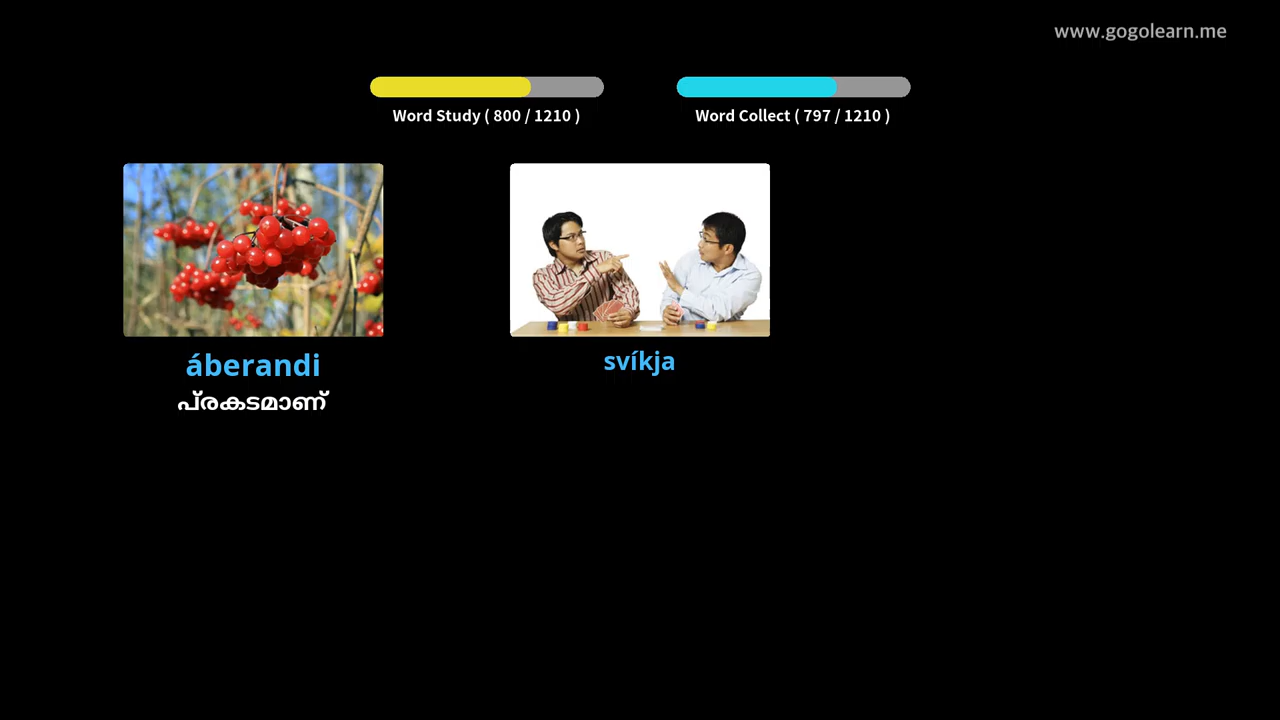 www.gogolearn.me
Word Study ( 800 / 1210 )
Word Collect ( 797 / 1210 )
áberandi
പ്രകടമാണ്
svíkja